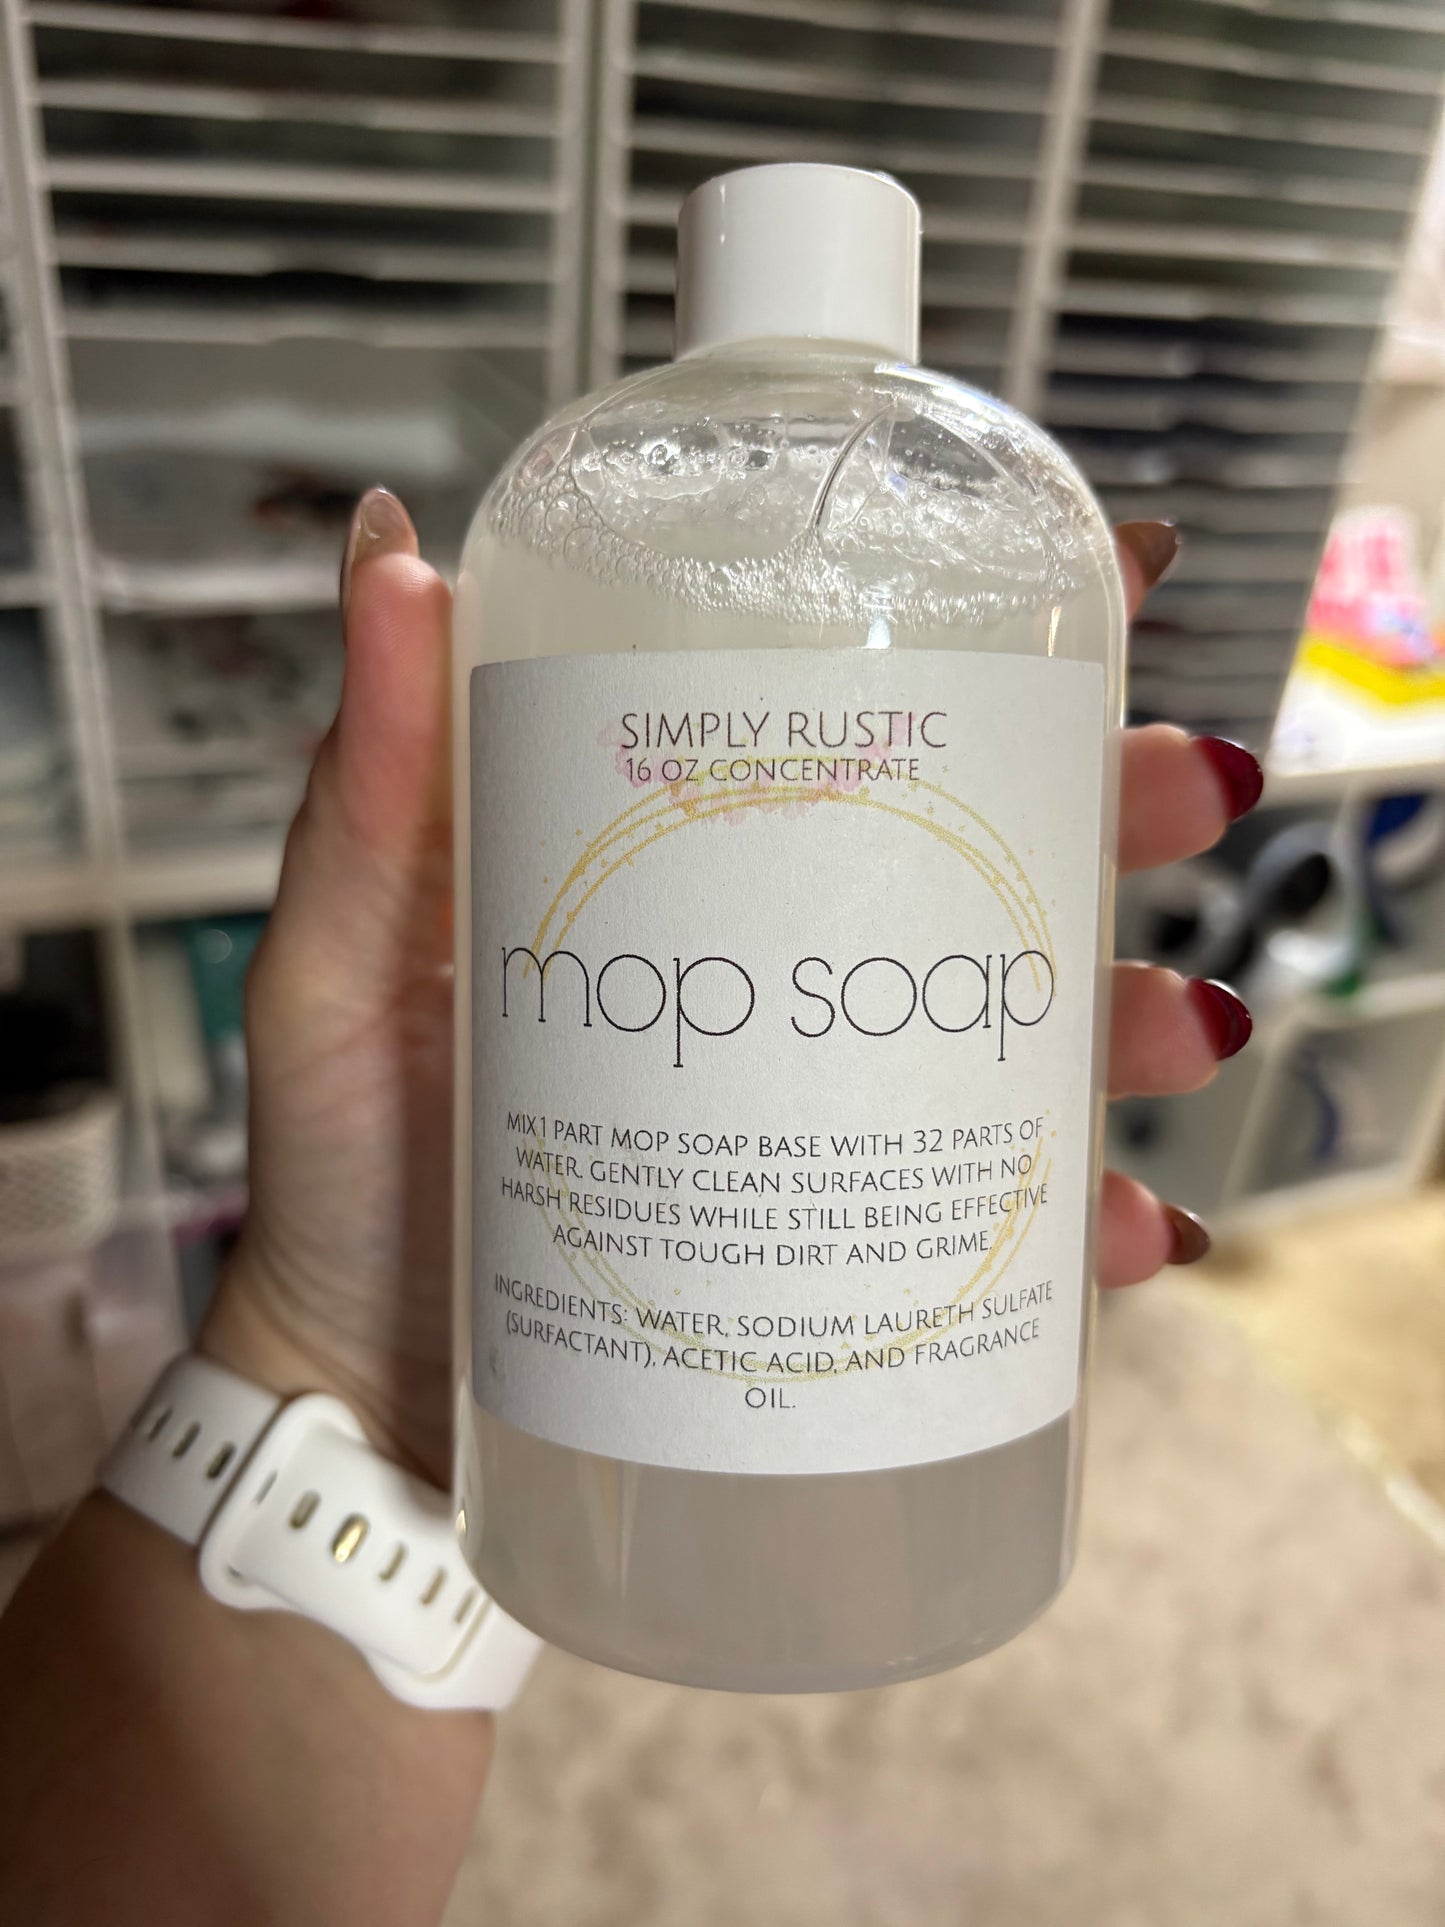 SIMPLY RUSTIC
16 OZ CONCENTRATE
mop soap
MIX 1 PART MOP SOAP BASE WITH 32 PARTS OF
WATER. GENTLY CLEAN SURFACES WITH NO
HARSH RESIDUES WHILE STILL BEING EFFECTIVE
AGAINST TOUGH DIRT AND GRIME.
INGREDIENTS: WATER, SODIUM LAURETH SULFATE
(SURFACTANT), ACETIC ACID, AND FRAGRANCE
OIL.